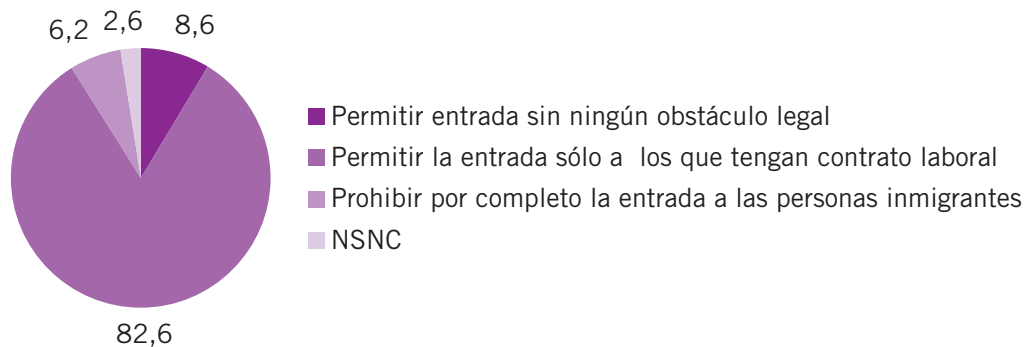 6,2 2,6 8,6
Permitir entrada sin ningún obstáculo legal
Permitir la entrada sólo a  los que tengan contrato laboral
Prohibir por completo la entrada a las personas inmigrantes
NSNC
82,6